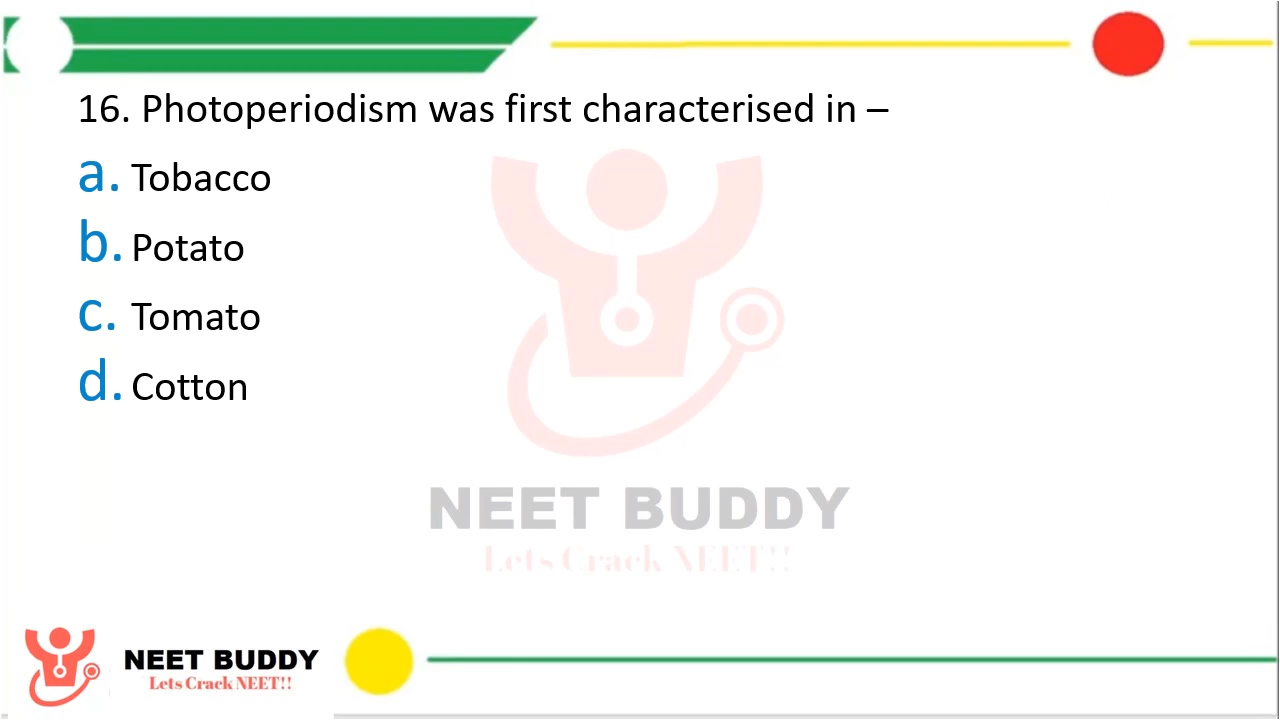 16. Photoperiodism was first characterised in –
a. Tobacco
b. Potato
c. Tomato
d. Cotton
NEET BUDDY
Lets Crack NEET!!
NEET BUDDY
Lets Crack NEET!!